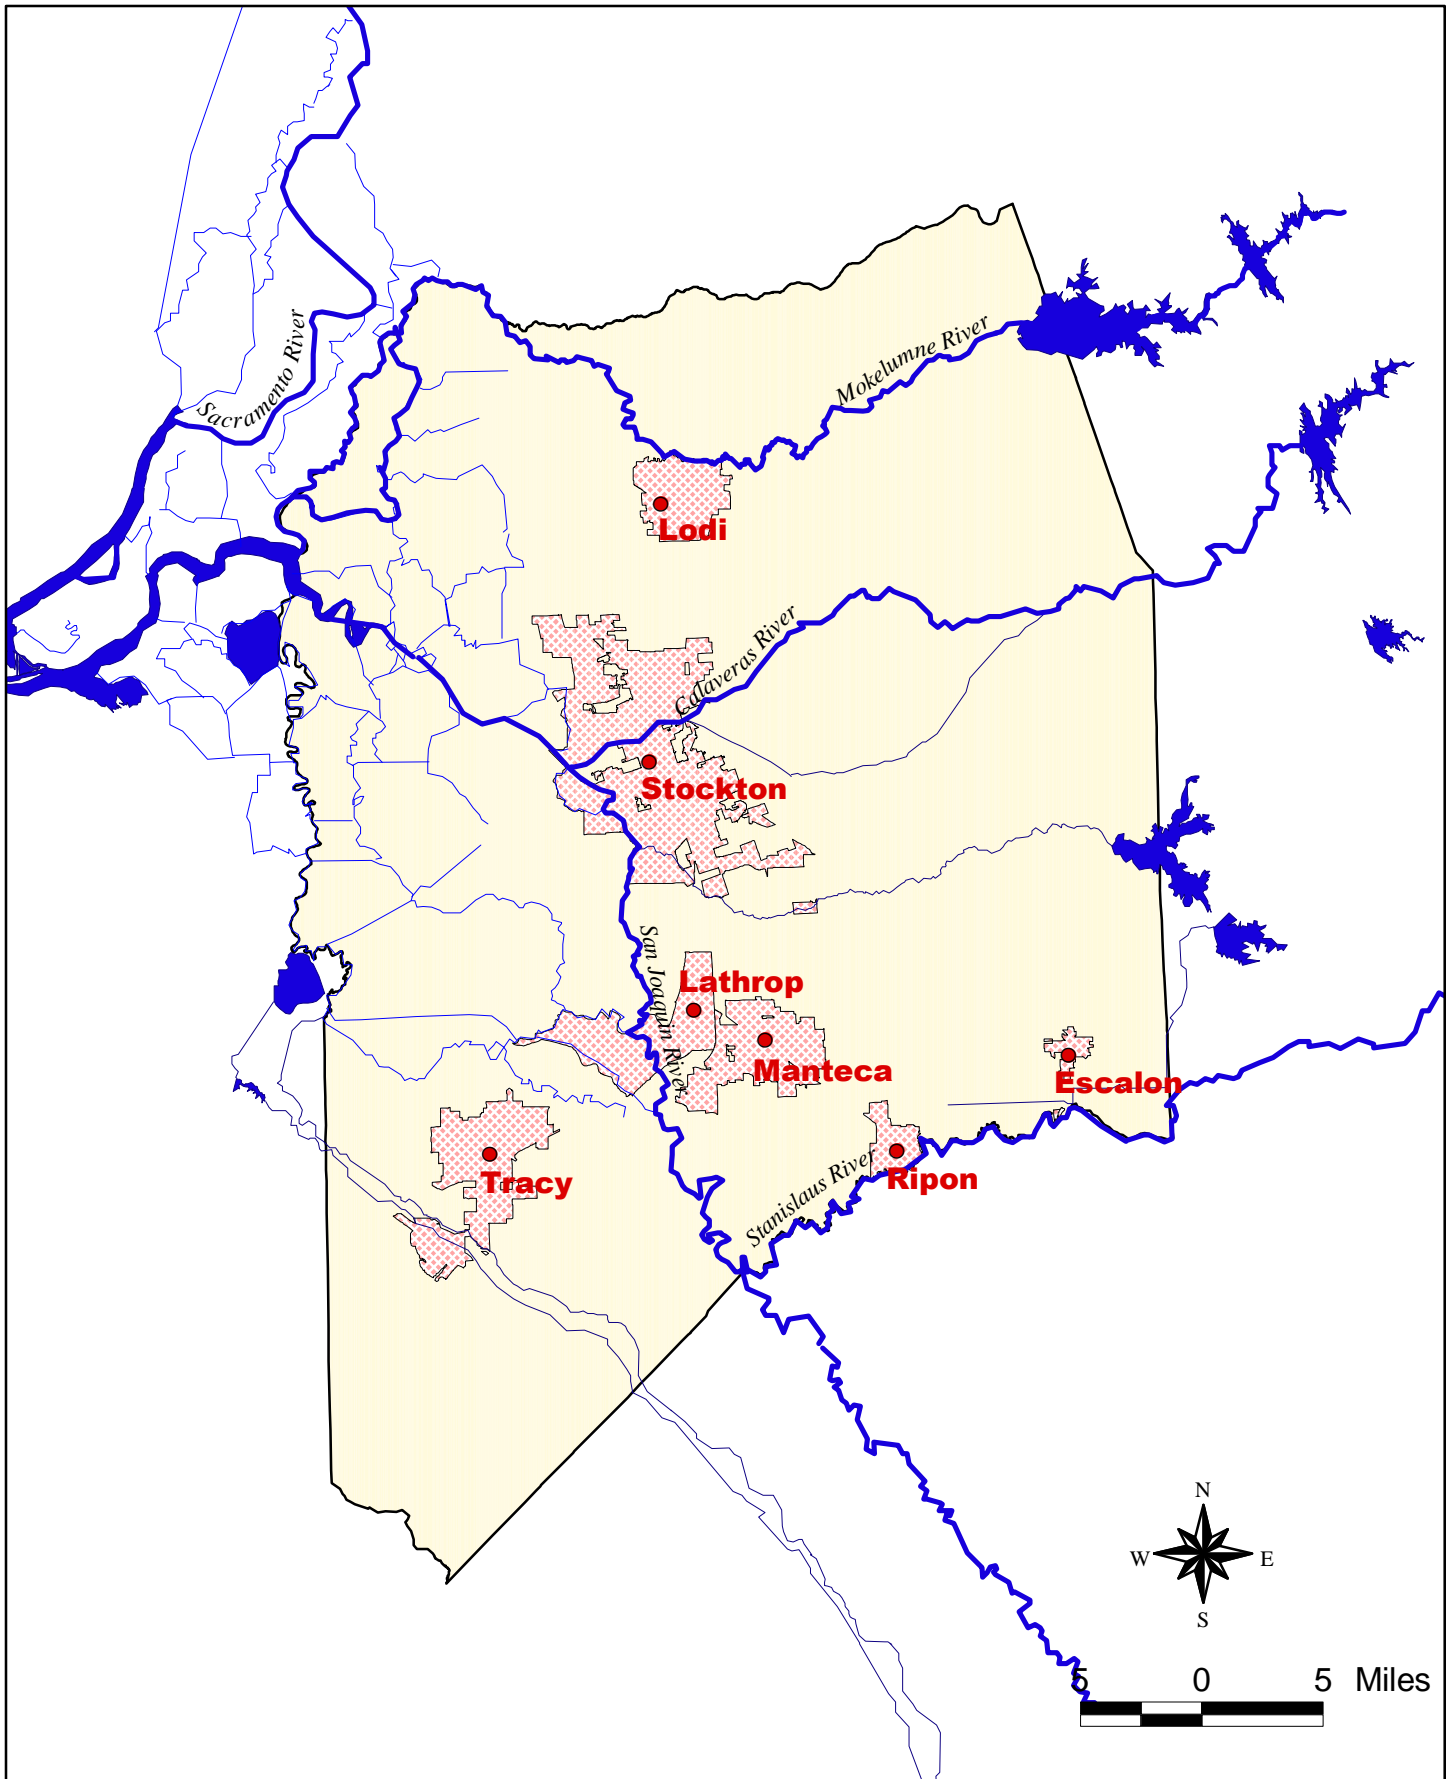 Sacramento River
Mokelumne River
Lodi
Calaveras River
Stockton
San Joaquin River
Lathrop
Manteca
Escalon
Tracy
Stanislaus River
Ripon
N
W E
S
5 0 5 Miles